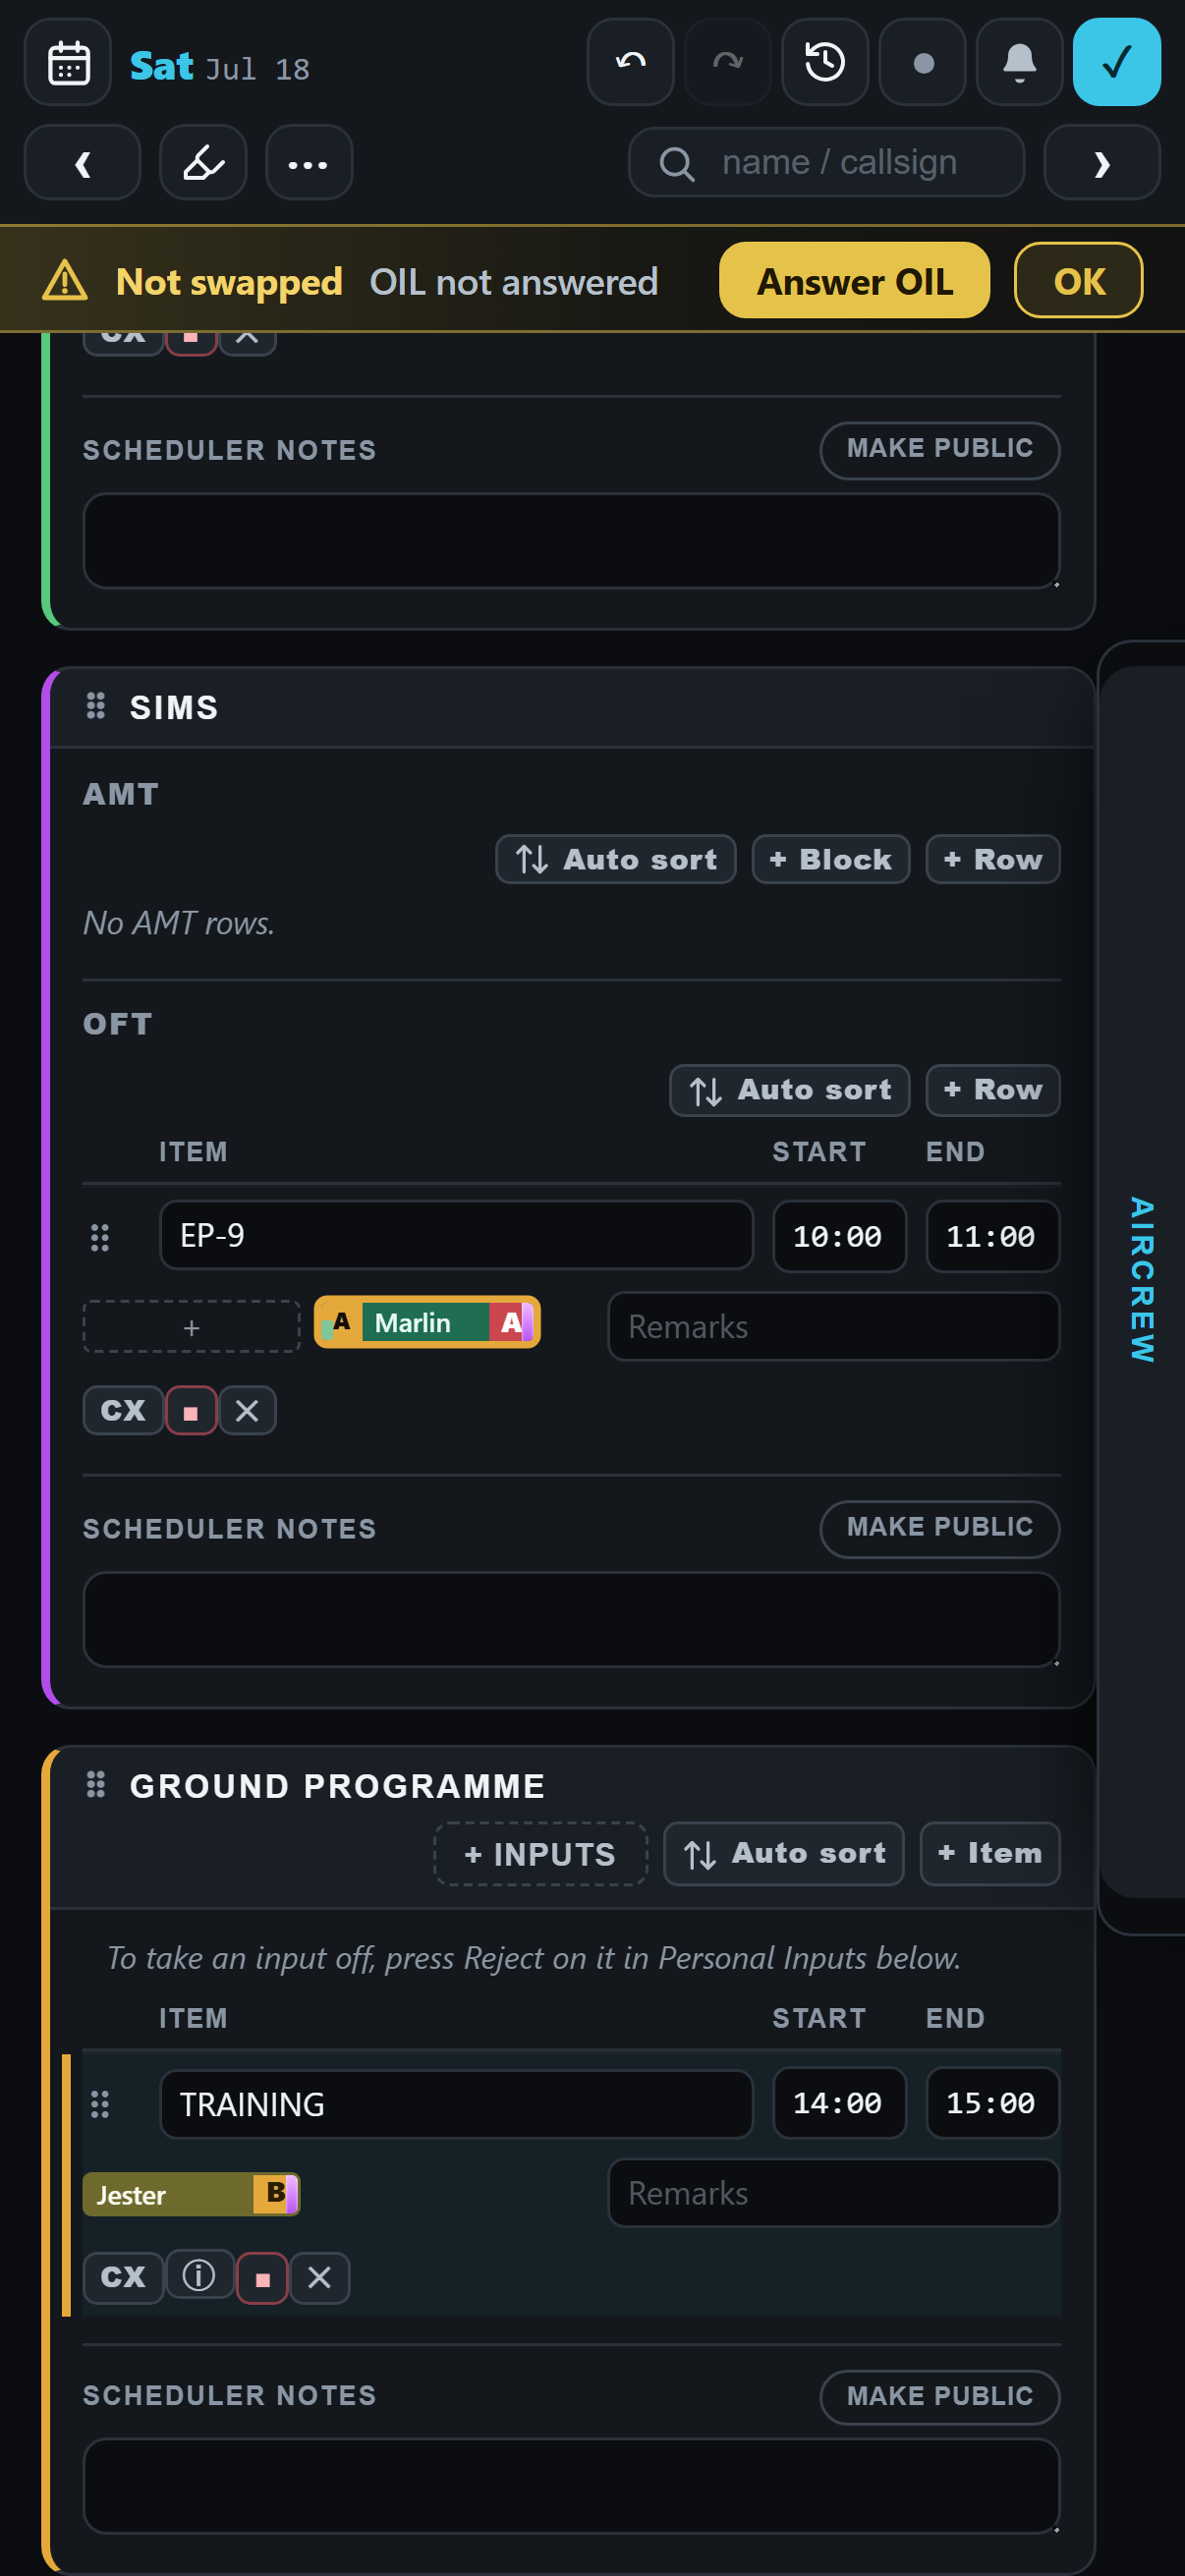 Sat Jul 18
name / callsign
Not swapped OIL not answered Answer OIL OK
CX
SCHEDULER NOTES MAKE PUBLIC
SIMS
AMT
Auto sort + Block + Row
No AMT rows.
OFT
Auto sort + Row
ITEM START END
EP-9 10:00 11:00
+ A Marlin A Remarks
CX
SCHEDULER NOTES MAKE PUBLIC
AIRCREW
GROUND PROGRAMME
+ INPUTS Auto sort + Item
To take an input off, press Reject on it in Personal Inputs below.
ITEM START END
TRAINING 14:00 15:00
Jester B Remarks
CX
SCHEDULER NOTES MAKE PUBLIC